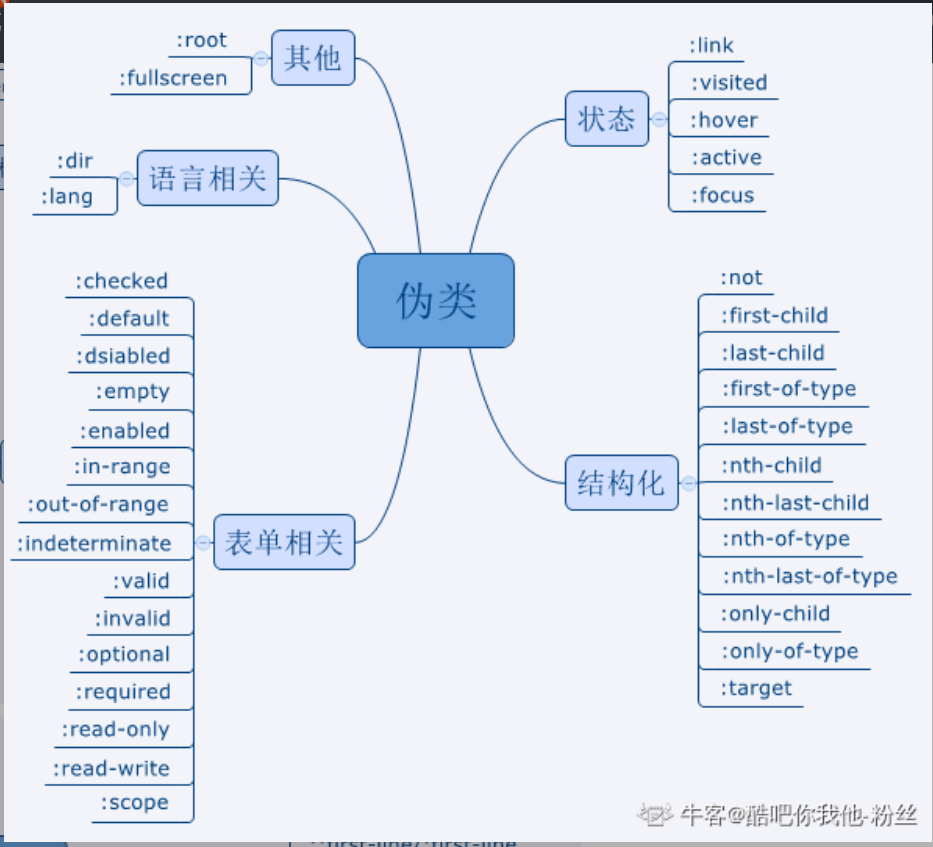 伪类
其他
:root
:fullscreen
语言相关
:dir
:lang
表单相关
:checked
:default
:dsiabled
:empty
:enabled
:in-range
:out-of-range
:indeterminate
:valid
:invalid
:optional
:required
:read-only
:read-write
:scope
状态
:link
:visited
:hover
:active
:focus
结构化
:not
:first-child
:last-child
:first-of-type
:last-of-type
:nth-child
:nth-last-child
:nth-of-type
:nth-last-of-type
:only-child
:only-of-type
:target
牛客@酷吧你我他-粉丝